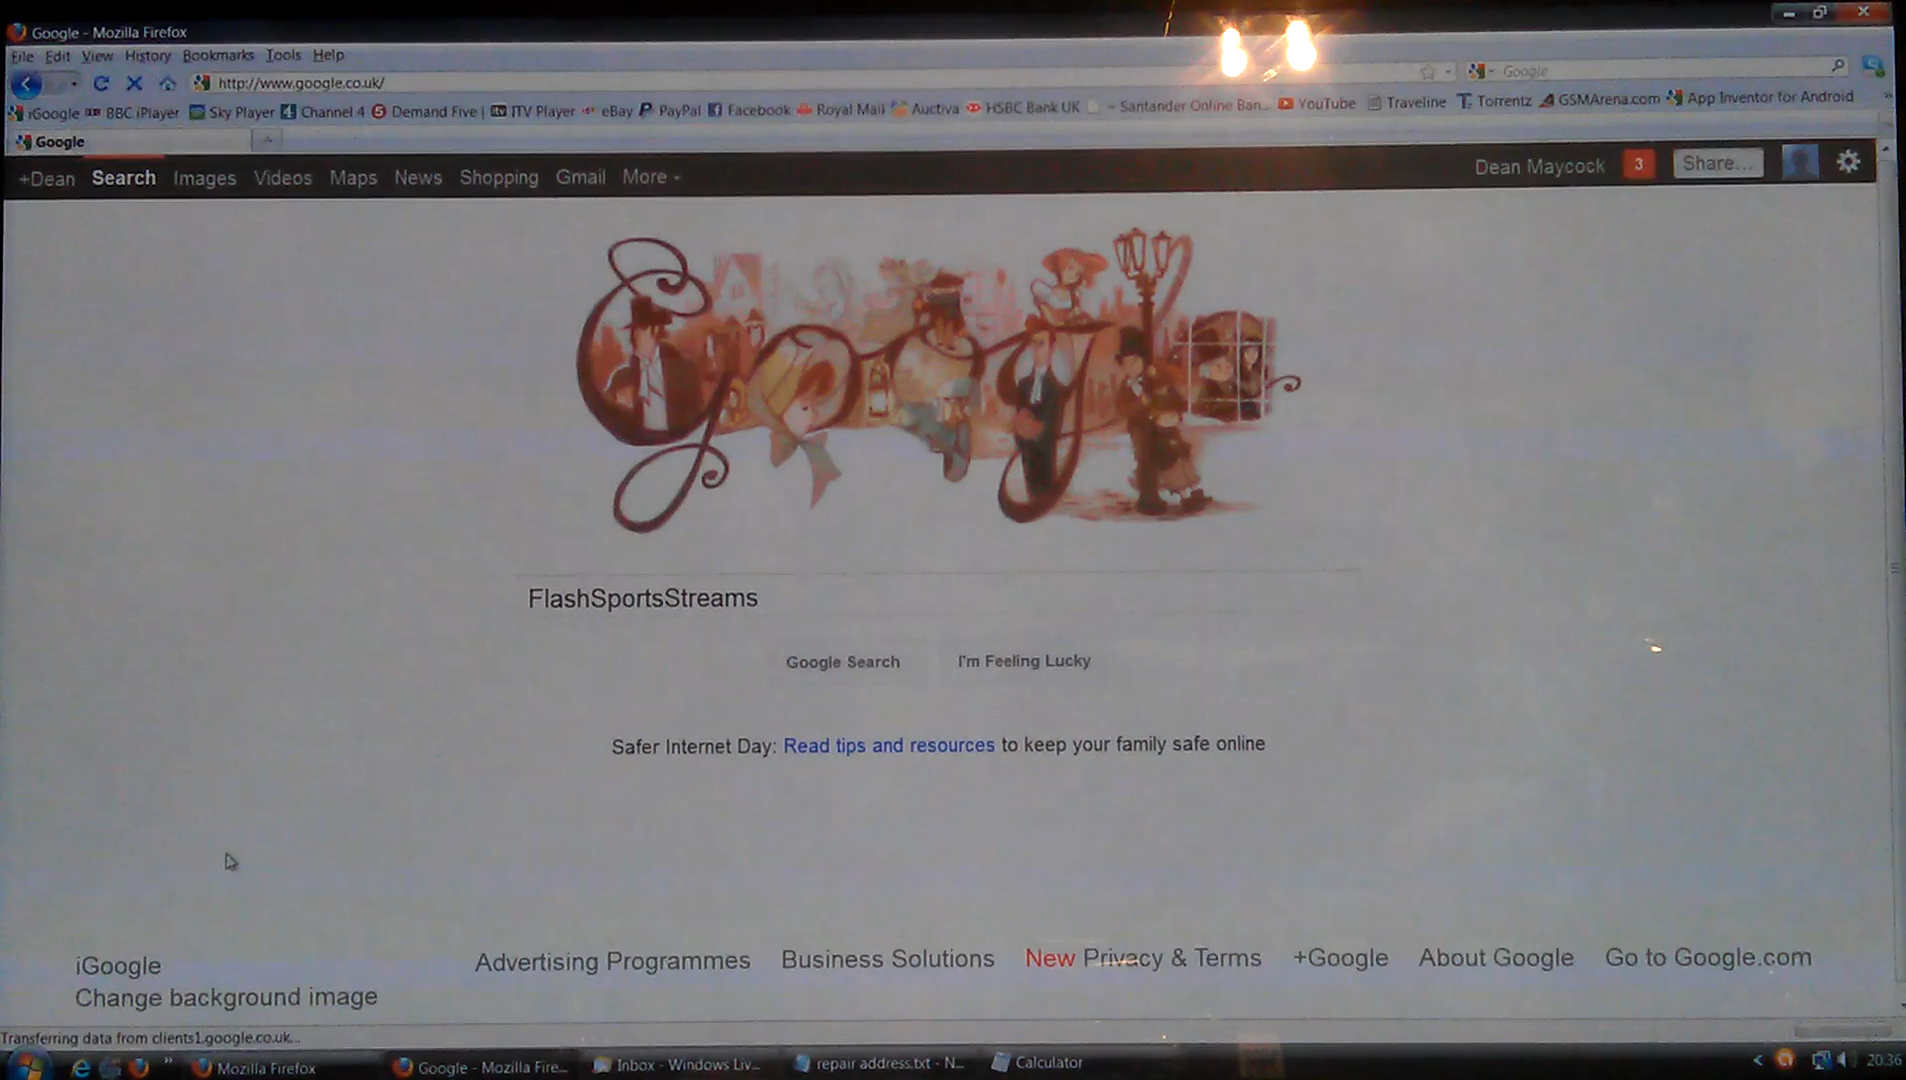 Google - Mozilla Firefox
File Edit View History Bookmarks Tools Help
http://www.google.co.uk/ Google
iGoogle BBC iPlayer Sky Player Channel 4 Demand Five | ITV Player eBay PayPal Facebook Royal Mail Auctiva HSBC Bank UK Santander Online Ban... YouTube Traveline Torrentz GSMArena.com App Inventor for Android
Google
+Dean Search Images Videos Maps News Shopping Gmail More Dean Maycock 3 Share...
Google
FlashSportsStreams
Google Search I'm Feeling Lucky
Safer Internet Day: Read tips and resources to keep your family safe online
iGoogle Advertising Programmes Business Solutions New Privacy & Terms +Google About Google Go to Google.com
Change background image
Transferring data from clients1.google.co.uk...
Mozilla Firefox Google - Mozilla Fire... Inbox - Windows Liv... repair address.txt - N... Calculator 20:36